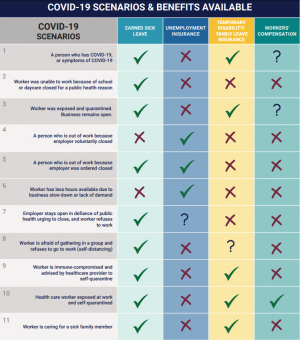 COVID-19 SCENARIOS & BENEFITS AVAILABLE
COVID-19
SCENARIOS
EARNED SICK
LEAVE
UNEMPLOYMENT
INSURANCE
TEMPORARY
DISABILITY/
FAMILY LEAVE
INSURANCE
WORKERS'
COMPENSATION
1
A person who has COVID-19,
or symptoms of COVID-19
?
2
Worker was unable to work because of school
or daycare closed for a public health reason
3
Worker was exposed and quarantined.
Business remains open.
?
4
A person who is out of work because
employer voluntarily closed
5
A person who is out of work because
employer was ordered closed
6
Worker has less hours available due to
business slow down or lack of demand
7
Employer stays open in defiance of public
health urging to close, and worker refuses
to work
?
8
Worker is afraid of gathering in a group and
refuses to go to work (self-distancing)
?
9
Worker is immune-compromised and
advised by healthcare provider to
self-quarantine
10
Health care worker exposed at work
and self-quarantined
11
Worker is caring for a sick family member